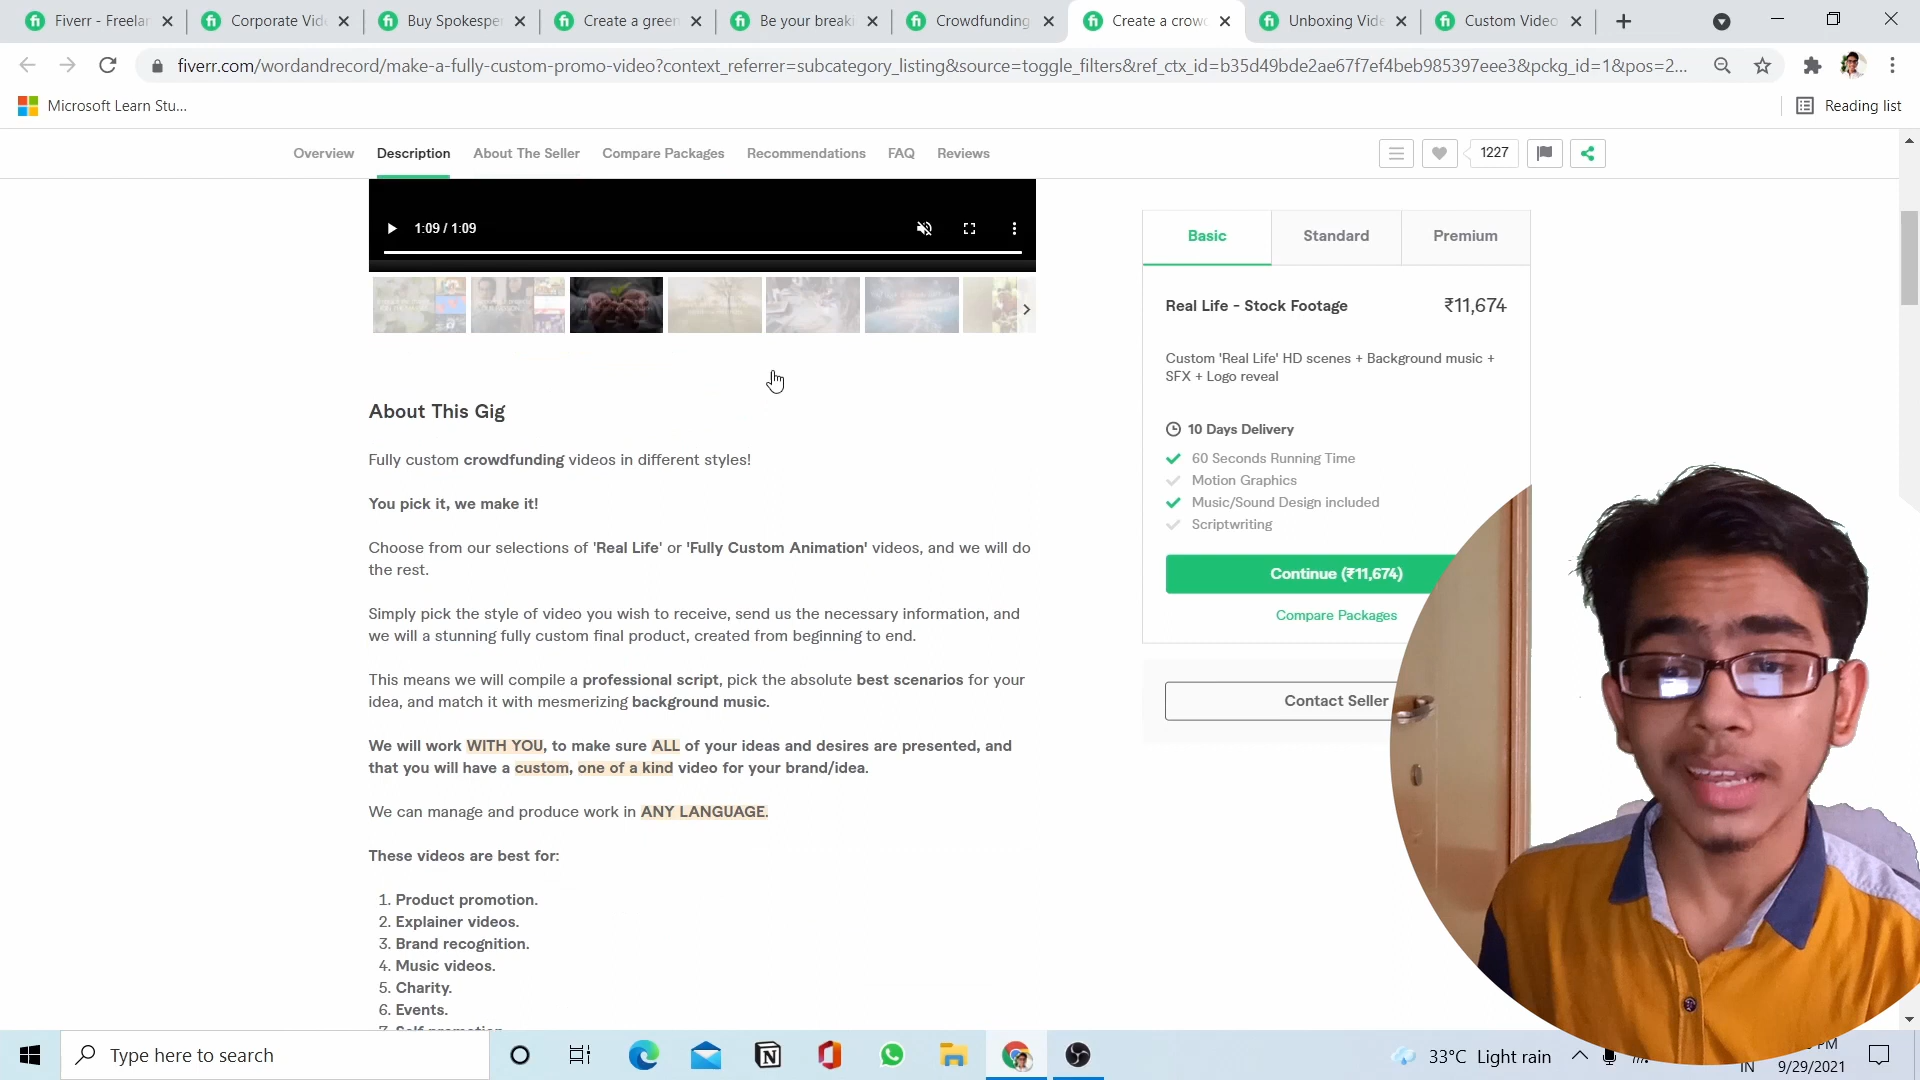 Fiverr - Freelan
Corporate Vide
Buy Spokespe
Create a green
Be your breaki
Crowdfunding
Create a crow
Unboxing Vide
Custom Video
fiverr.com/wordandrecord/make-a-fully-custom-promo-video?context_referrer=subcategory_listing&source=toggle_filters&ref_ctx_id=b35d49bde2ae67f7ef4beb985397eee3&pckg_id=1&pos=2...
Microsoft Learn Stu...
Reading list
Overview
Description
About The Seller
Compare Packages
Recommendations
FAQ
Reviews
1227
1:09 / 1:09
About This Gig
Fully custom crowdfunding videos in different styles!
You pick it, we make it!
Choose from our selections of 'Real Life' or 'Fully Custom Animation' videos, and we will do
the rest.
Simply pick the style of video you wish to receive, send us the necessary information, and
we will a stunning fully custom final product, created from beginning to end.
This means we will compile a professional script, pick the absolute best scenarios for your
idea, and match it with mesmerizing background music.
We will work WITH YOU, to make sure ALL of your ideas and desires are presented, and
that you will have a custom, one of a kind video for your brand/idea.
We can manage and produce work in ANY LANGUAGE.
These videos are best for:
1. Product promotion.
2. Explainer videos.
3. Brand recognition.
4. Music videos.
5. Charity.
6. Events.
7. Self promotion
Basic
Standard
Premium
Real Life - Stock Footage
₹11,674
Custom 'Real Life' HD scenes + Background music +
SFX + Logo reveal
10 Days Delivery
60 Seconds Running Time
Motion Graphics
Music/Sound Design included
Scriptwriting
Continue (₹11,674)
Compare Packages
Contact Seller
Type here to search
33°C Light rain
PM
IN
9/29/2021